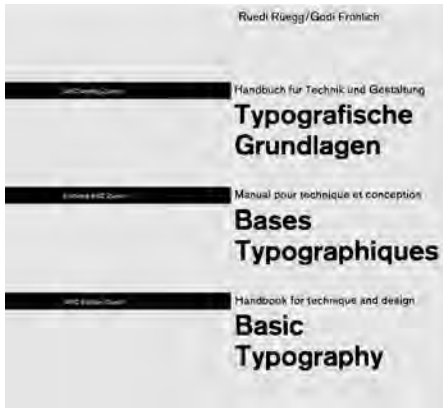 Ruedi Rüegg/Godi Fröhlich
Handbuch für Technik und Gestaltung
Typografische
Grundlagen
Manual pour technique et conception
Bases
Typographiques
Handbook for technique and design
Basic
Typography